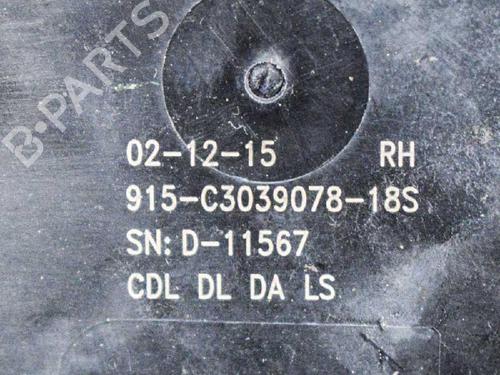 B-PARTS
02-12-15 RH
915-C3039078-18S
SN: D-11567
CDL DL DA LS